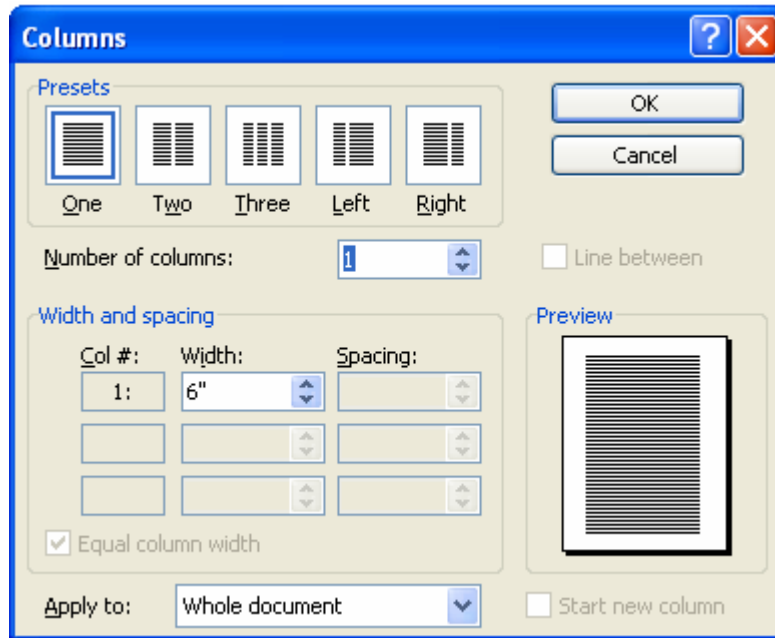 Columns
Presets
One Two Three Left Right
OK
Cancel
Number of columns: 1
Line between
Width and spacing
Col #: Width: Spacing:
1: 6"
Equal column width
Preview
Apply to: Whole document
Start new column